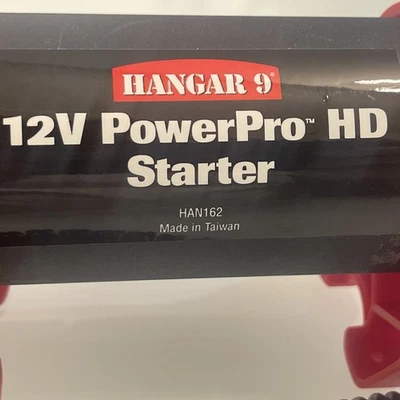 HANGAR 9®
12V PowerPro™ HD
Starter
HAN162
Made in Taiwan